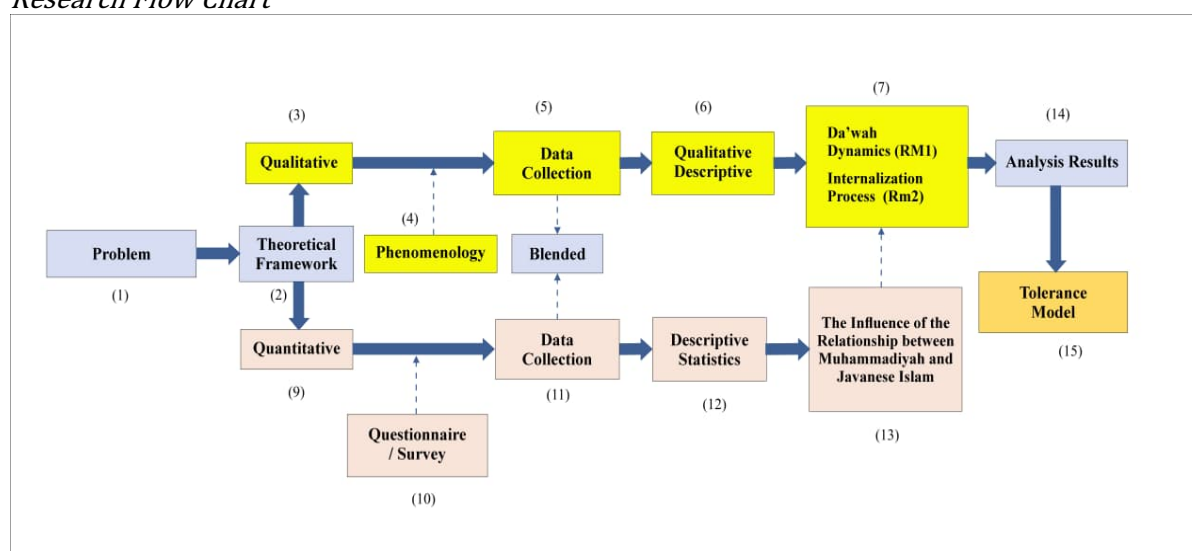 Research Flow Chart
(7)
(5)
(6)
(3)
(14)
Qualitative
Data
Collection
Qualitative
Descriptive
Da'wah
Dynamics (RM1)
Internalization
Process (Rm2)
Analysis Results
(4)
Problem
Theoretical
Framework
Phenomenology
Blended
(1)
(2)
Tolerance
Model
(15)
Quantitative
Data
Collection
Descriptive
Statistics
The Influence of the
Relationship between
Muhammadiyah and
Javanese Islam
(9)
(11)
(12)
(13)
Questionnaire
/ Survey
(10)